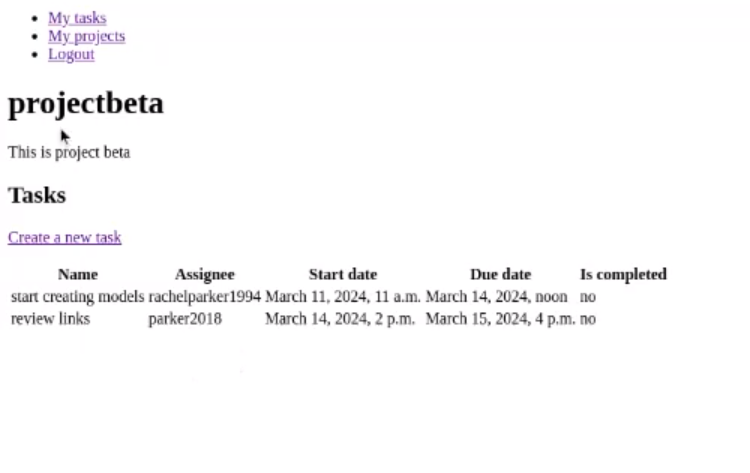 My tasks
My projects
Logout
projectbeta
This is project beta
Tasks
Create a new task
Name Assignee Start date Due date Is completed
start creating models rachelparker1994 March 11, 2024, 11 a.m. March 14, 2024, noon no
review links parker2018 March 14, 2024, 2 p.m. March 15, 2024, 4 p.m. no